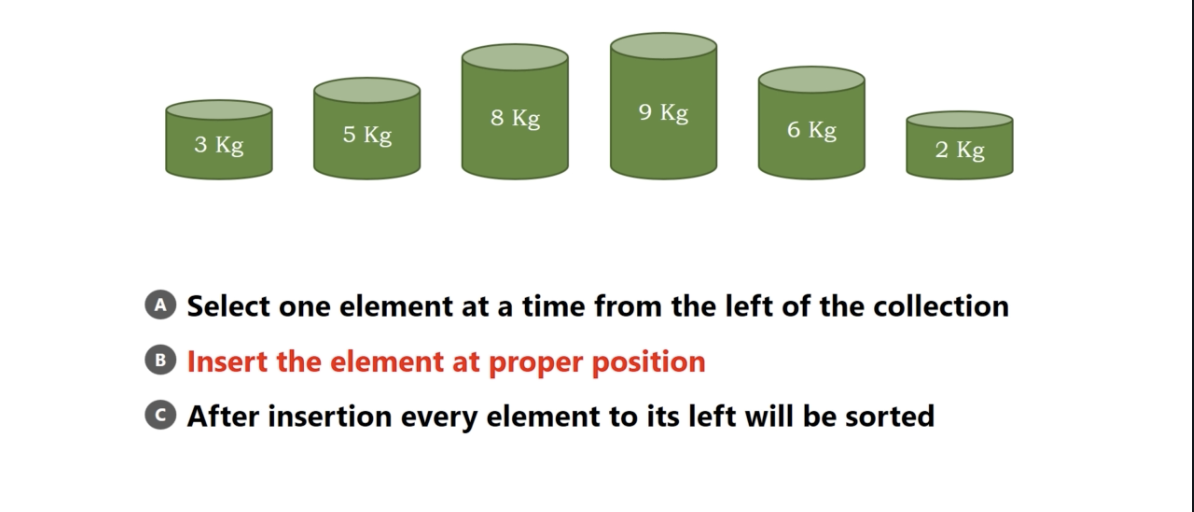 3 Kg
5 Kg
8 Kg
9 Kg
6 Kg
2 Kg
A Select one element at a time from the left of the collection
B Insert the element at proper position
C After insertion every element to its left will be sorted